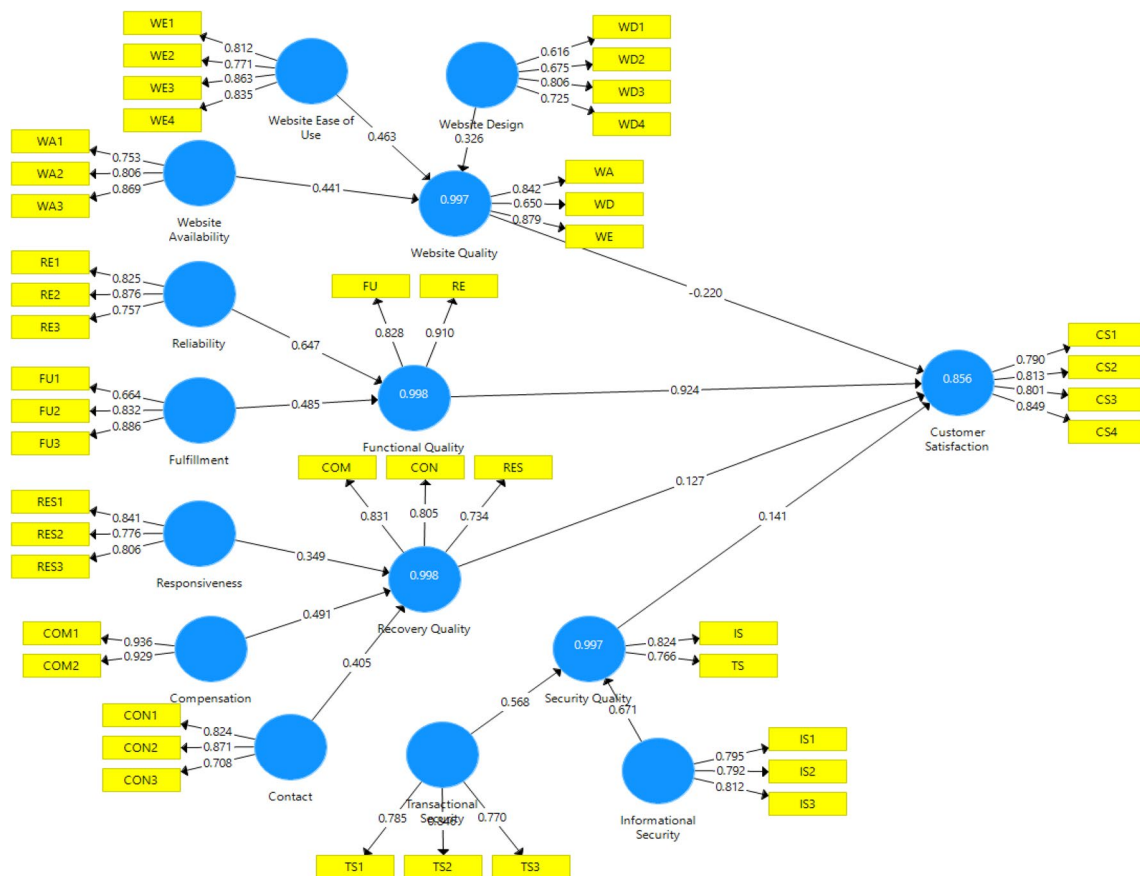 WE1
WE2
WE3
WE4
0.812
0.771
0.863
0.835
Website Ease of
Use
WD1
WD2
WD3
WD4
0.616
0.675
0.806
0.725
Website Design
0.463
0.326
WA1
WA2
WA3
0.753
0.806
0.869
Website
Availability
0.441
0.997
Website Quality
0.842
0.650
0.879
WA
WD
WE
-0.220
RE1
RE2
RE3
0.825
0.876
0.757
Reliability
0.647
FU
RE
0.828
0.910
0.998
Functional Quality
0.924
FU1
FU2
FU3
0.664
0.832
0.886
Fulfillment
0.485
0.856
Customer
Satisfaction
0.790
0.813
0.801
0.849
CS1
CS2
CS3
CS4
COM
CON
RES
0.831
0.805
0.734
0.998
Recovery Quality
0.127
RES1
RES2
RES3
0.841
0.776
0.806
Responsiveness
0.349
COM1
COM2
0.936
0.929
Compensation
0.491
CON1
CON2
CON3
0.824
0.871
0.708
Contact
0.405
0.141
0.997
Security Quality
0.824
0.766
IS
TS
0.568
0.671
Transactional
Security
0.785
0.770
TS1
TS2
TS3
Informational
Security
0.795
0.792
0.812
IS1
IS2
IS3